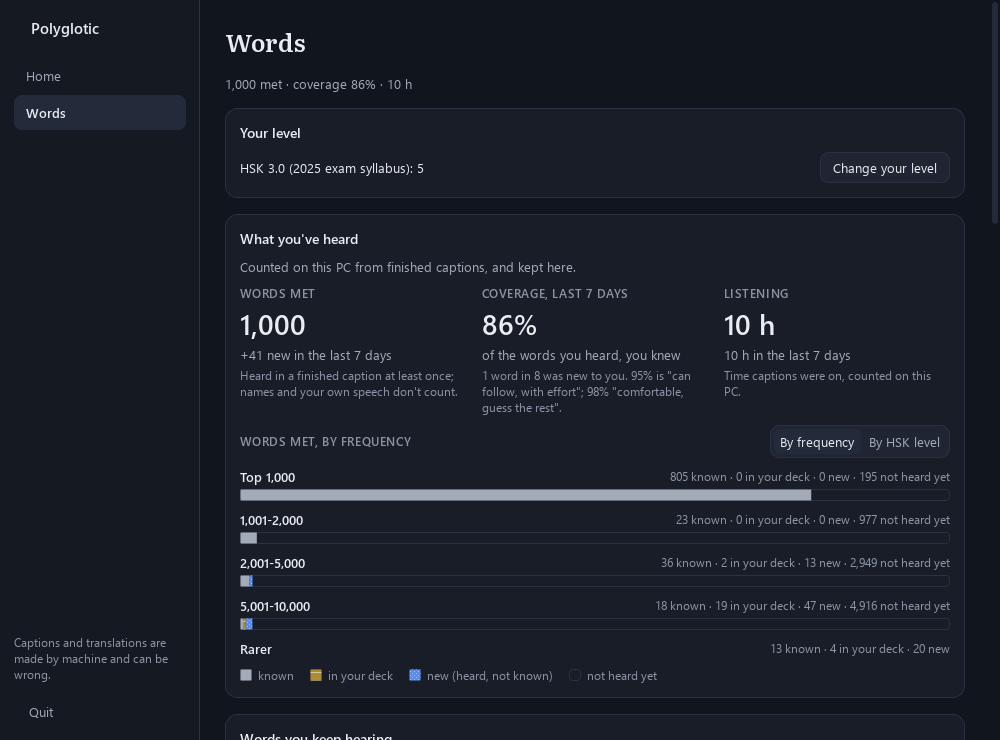 Polyglotic
Home
Words
Captions and translations are
made by machine and can be
wrong.
Quit
Words
1,000 met · coverage 86% · 10 h
Your level
HSK 3.0 (2025 exam syllabus): 5
Change your level
What you've heard
Counted on this PC from finished captions, and kept here.
WORDS MET
1,000
+41 new in the last 7 days
Heard in a finished caption at least once;
names and your own speech don't count.
COVERAGE, LAST 7 DAYS
86%
of the words you heard, you knew
1 word in 8 was new to you. 95% is "can
follow, with effort"; 98% "comfortable,
guess the rest".
LISTENING
10 h
10 h in the last 7 days
Time captions were on, counted on this
PC.
WORDS MET, BY FREQUENCY
By frequency
By HSK level
Top 1,000
805 known · 0 in your deck · 0 new · 195 not heard yet
1,001-2,000
23 known · 0 in your deck · 0 new · 977 not heard yet
2,001-5,000
36 known · 2 in your deck · 13 new · 2,949 not heard yet
5,001-10,000
18 known · 19 in your deck · 47 new · 4,916 not heard yet
Rarer
13 known · 4 in your deck · 20 new
known
in your deck
new (heard, not known)
not heard yet
Words you keep hearing